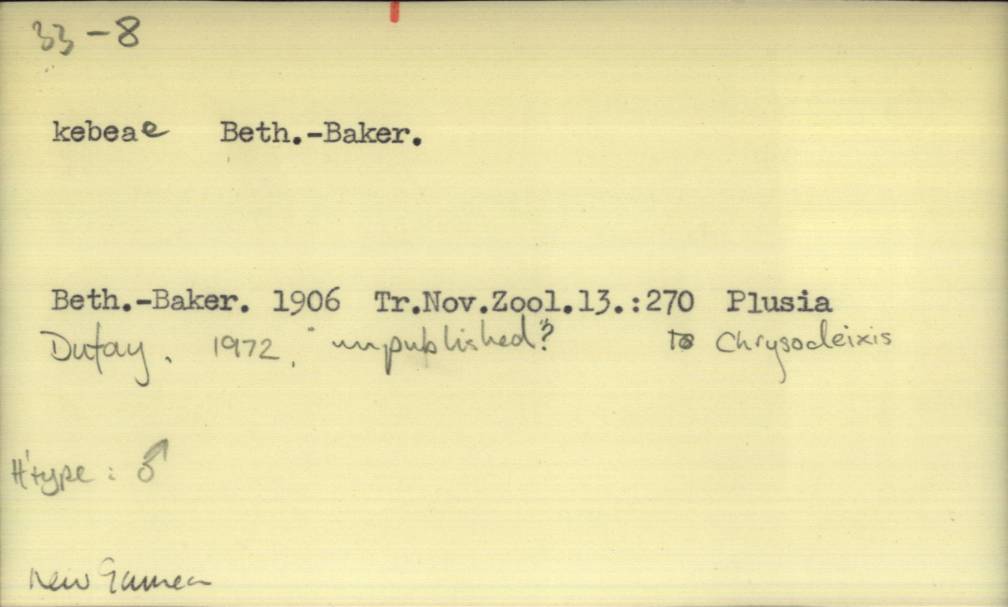 33-8
kebeae Beth.-Baker.
Beth.-Baker. 1906 Tr.Nov.Zool.13.:270 Plusia
Dufay. 1972, "unpublished"? to Chrysodeixis
H'type: ♂
New Guinea